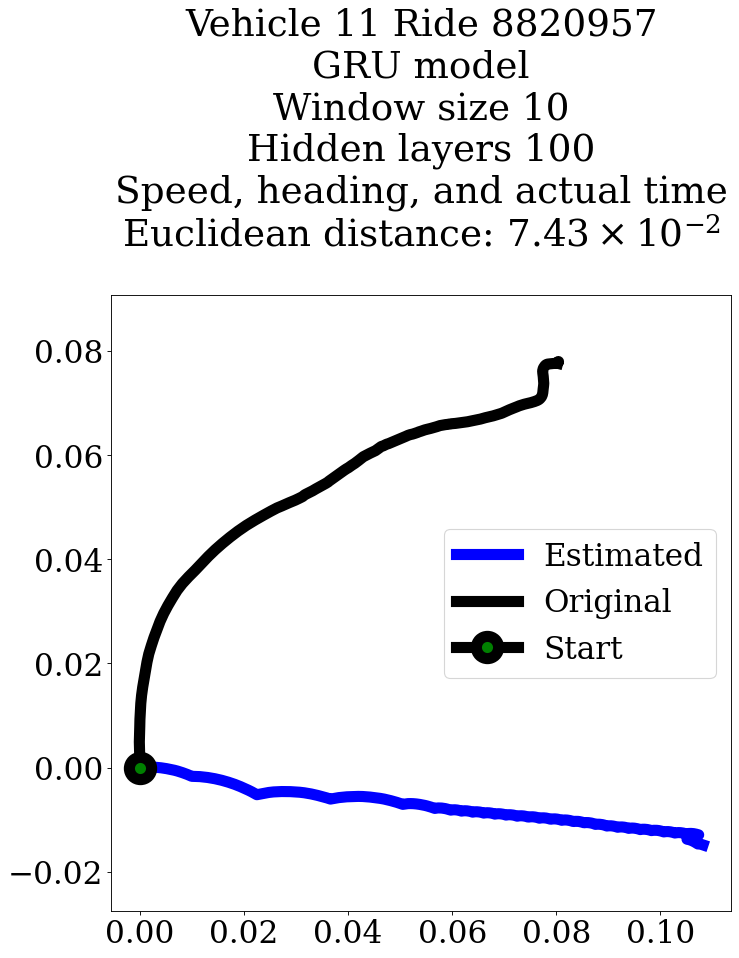 Vehicle 11 Ride 8820957
GRU model
Window size 10
Hidden layers 100
Speed, heading, and actual time
Euclidean distance: 7.43 × 10⁻²
0.08
0.06
0.04
0.02
0.00
−0.02
Estimated
Original
Start
0.00 0.02 0.04 0.06 0.08 0.10